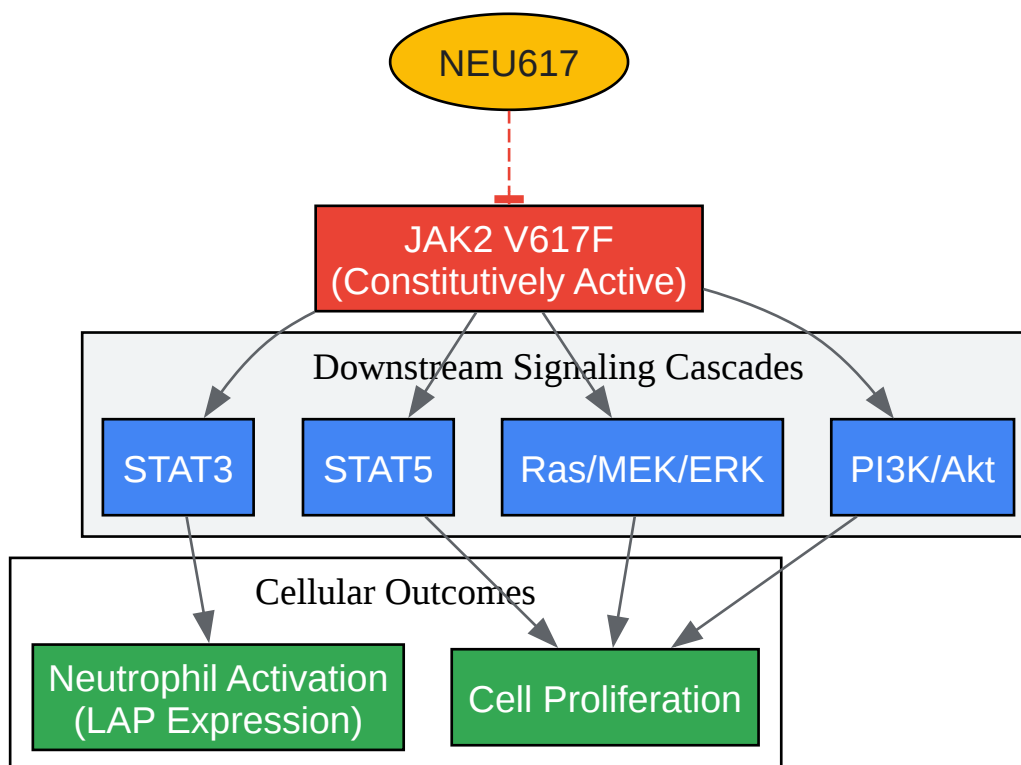 NEU617
JAK2 V617F
(Constitutively Active)
Downstream Signaling Cascades
STAT3
STAT5
Ras/MEK/ERK
PI3K/Akt
Cellular Outcomes
Neutrophil Activation
(LAP Expression)
Cell Proliferation